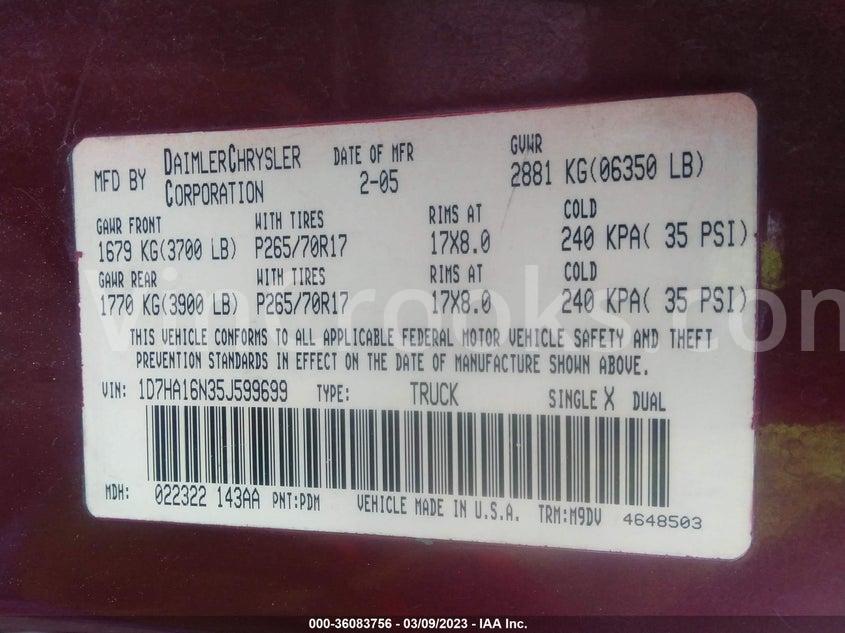 MFD BY DAIMLERCHRYSLER CORPORATION
DATE OF MFR 2-05
GVWR 2881 KG(06350 LB)
GAWR FRONT WITH TIRES RIMS AT COLD
1679 KG(3700 LB) P265/70R17 17X8.0 240 KPA( 35 PSI)
GAWR REAR WITH TIRES RIMS AT COLD
1770 KG(3900 LB) P265/70R17 17X8.0 240 KPA( 35 PSI)
THIS VEHICLE CONFORMS TO ALL APPLICABLE FEDERAL MOTOR VEHICLE SAFETY AND THEFT
PREVENTION STANDARDS IN EFFECT ON THE DATE OF MANUFACTURE SHOWN ABOVE.
VIN: 1D7HA16N35J599699 TYPE: TRUCK SINGLE X DUAL
MDH: 022322 143AA PNT:PDM VEHICLE MADE IN U.S.A. TRM:M9DV 4648503
VinCrooks.com
000-36083756 - 03/09/2023 - IAA Inc.